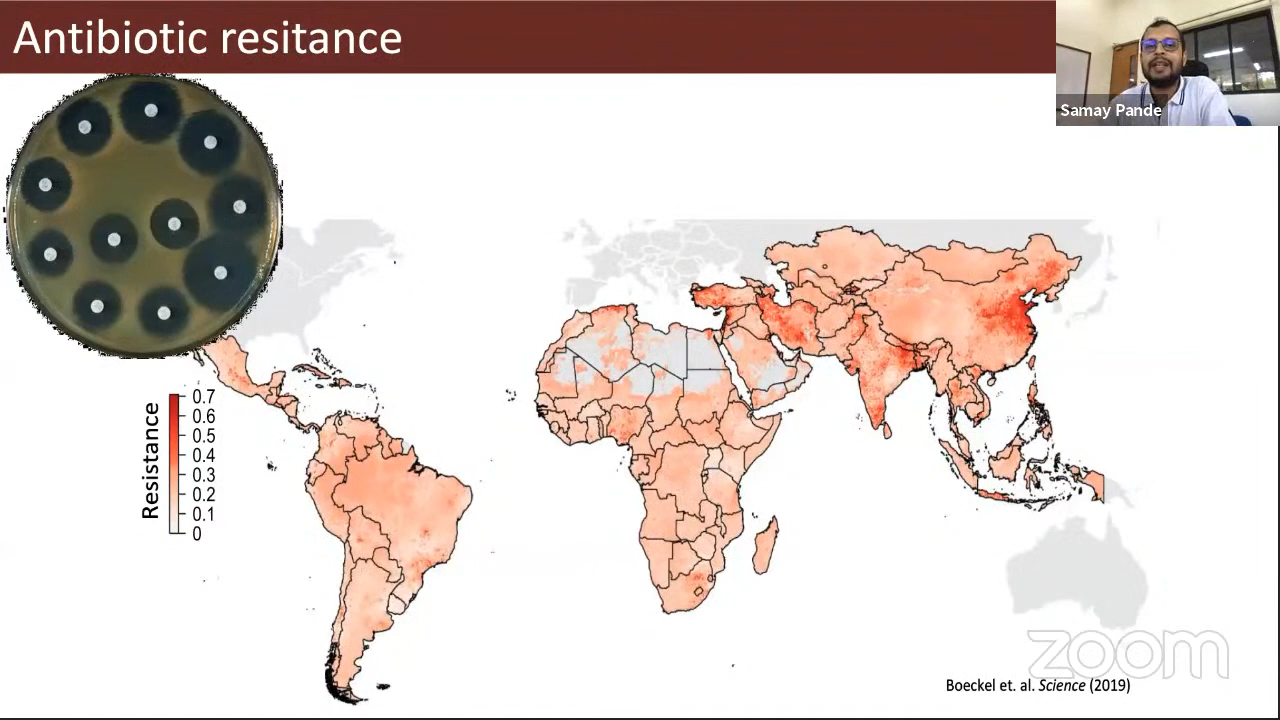 Antibiotic resitance
Samay Pande
Resistance
0.7
0.6
0.5
0.4
0.3
0.2
0.1
0
zoom
Boeckel et. al. Science (2019)